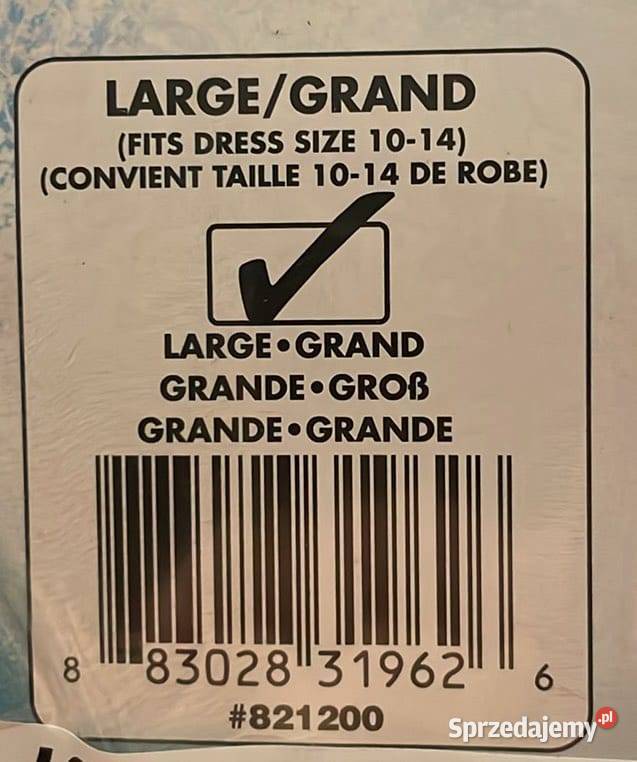 LARGE/GRAND
(FITS DRESS SIZE 10-14)
(CONVIENT TAILLE 10-14 DE ROBE)
LARGE•GRAND
GRANDE•GROß
GRANDE•GRANDE
8 83028 31962 6
#821200
Sprzedajemy.pl